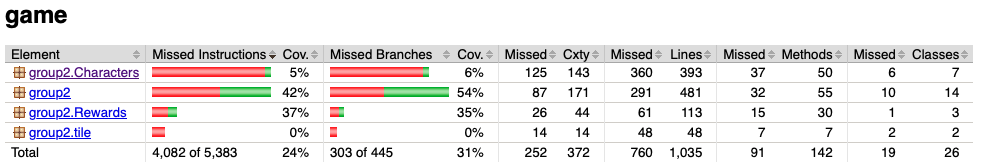 game
Element Missed Instructions Cov. Missed Branches Cov. Missed Cxty Missed Lines Missed Methods Missed Classes
group2.Characters 5% 6% 125 143 360 393 37 50 6 7
group2 42% 54% 87 171 291 481 32 55 10 14
group2.Rewards 37% 35% 26 44 61 113 15 30 1 3
group2.tile 0% 0% 14 14 48 48 7 7 2 2
Total 4,082 of 5,383 24% 303 of 445 31% 252 372 760 1,035 91 142 19 26